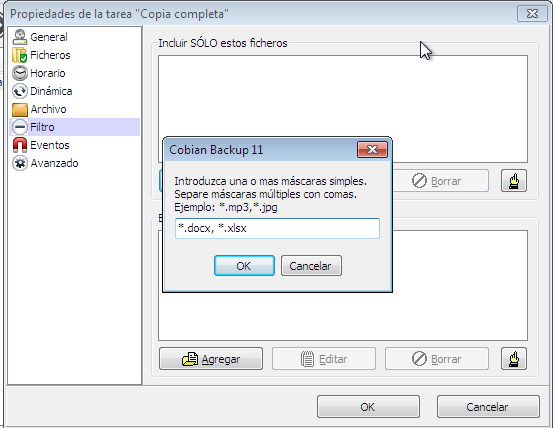 Propiedades de la tarea "Copia completa"
General
Ficheros
Horario
Dinámica
Archivo
Filtro
Eventos
Avanzado
Incluir SÓLO estos ficheros
Borrar
Cobian Backup 11
Introduzca una o mas máscaras simples.
Separe máscaras múltiples con comas.
Ejemplo: *.mp3,*.jpg
*.docx, *.xlsx
OK Cancelar
Agregar Editar Borrar
OK Cancelar